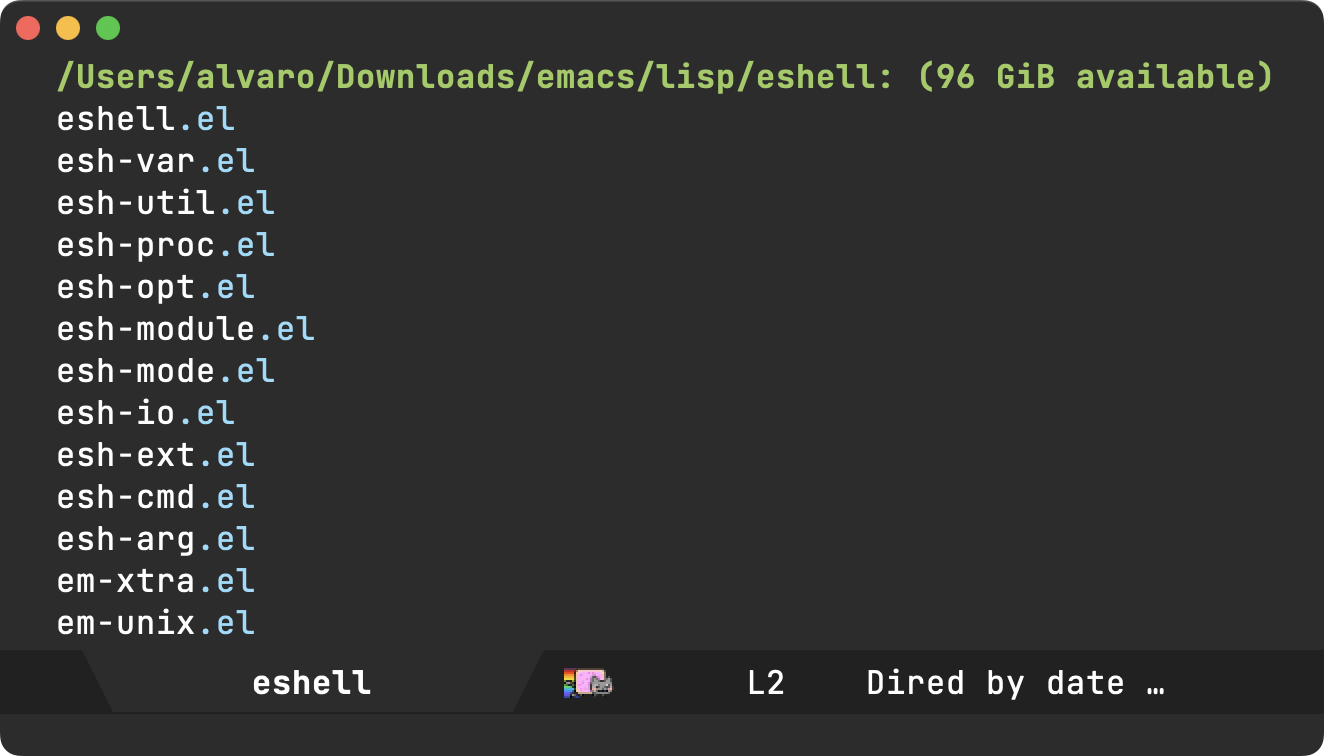 /Users/alvaro/Downloads/emacs/lisp/eshell: (96 GiB available)
eshell.el
esh-var.el
esh-util.el
esh-proc.el
esh-opt.el
esh-module.el
esh-mode.el
esh-io.el
esh-ext.el
esh-cmd.el
esh-arg.el
em-xtra.el
em-unix.el
eshell L2 Dired by date …